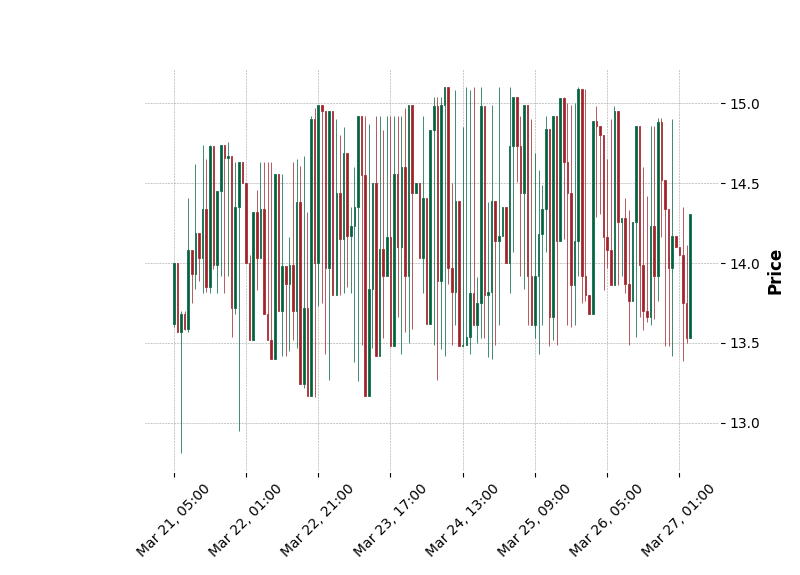 15.0
14.5
14.0
13.5
13.0
Price
Mar 21, 05:00
Mar 22, 01:00
Mar 22, 21:00
Mar 23, 17:00
Mar 24, 13:00
Mar 25, 09:00
Mar 26, 05:00
Mar 27, 01:00